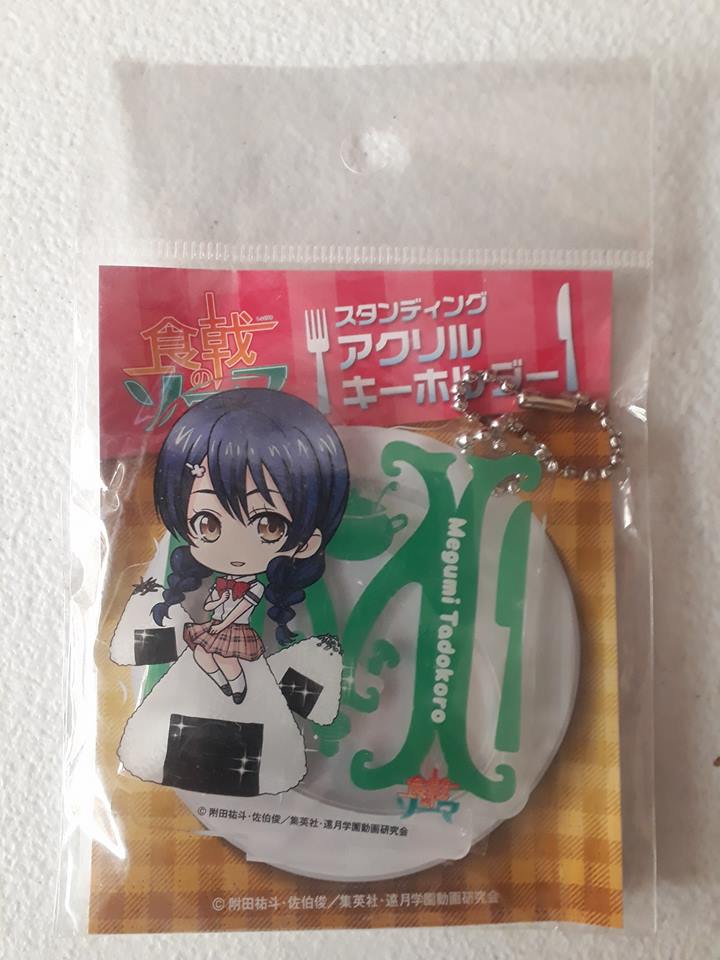 食戟の
ソーマ
スタンディング
アクリル
キーホルダー
Megumi Tadokoro
食戟の
ソーマ
© 附田祐斗・佐伯俊／集英社・遠月学園動画研究会
© 附田祐斗・佐伯俊／集英社・遠月学園動画研究会